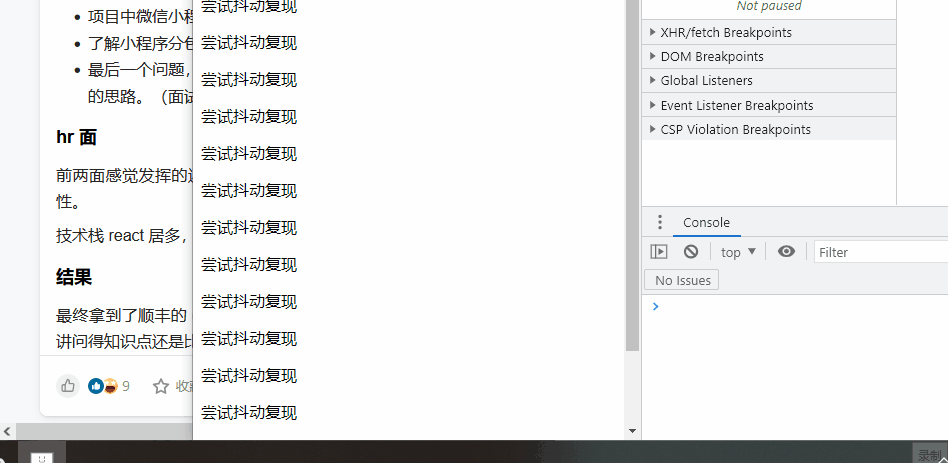 项目中微信小程
了解小程序分包
最后一个问题，
的思路。（面试
hr 面
前两面感觉发挥的还
性。
技术栈 react 居多，
结果
最终拿到了顺丰的
讲问得知识点还是比
9
收藏
尝试抖动复现
尝试抖动复现
尝试抖动复现
尝试抖动复现
尝试抖动复现
尝试抖动复现
尝试抖动复现
尝试抖动复现
尝试抖动复现
尝试抖动复现
尝试抖动复现
尝试抖动复现
Not paused
XHR/fetch Breakpoints
DOM Breakpoints
Global Listeners
Event Listener Breakpoints
CSP Violation Breakpoints
Console
top
Filter
No Issues
录制